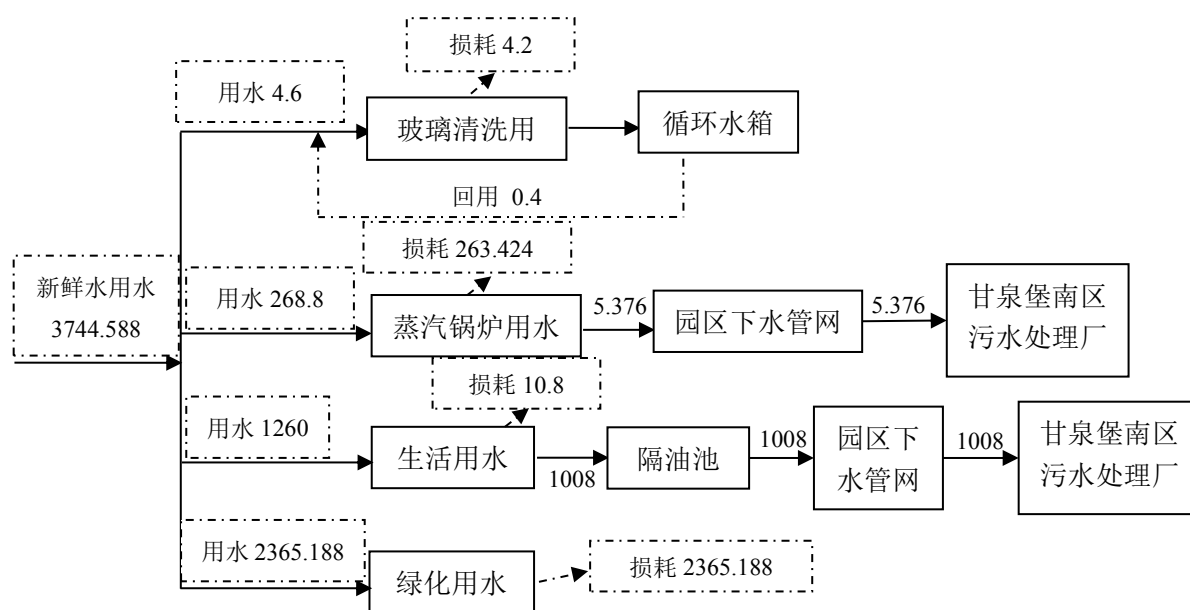 损耗 4.2
用水 4.6
玻璃清洗用
循环水箱
回用 0.4
损耗 263.424
新鲜水用水
3744.588
用水 268.8
蒸汽锅炉用水
5.376
园区下水管网
5.376
甘泉堡南区
污水处理厂
损耗 10.8
用水 1260
生活用水
1008
隔油池
1008
园区下
水管网
1008
甘泉堡南区
污水处理厂
用水 2365.188
绿化用水
损耗 2365.188